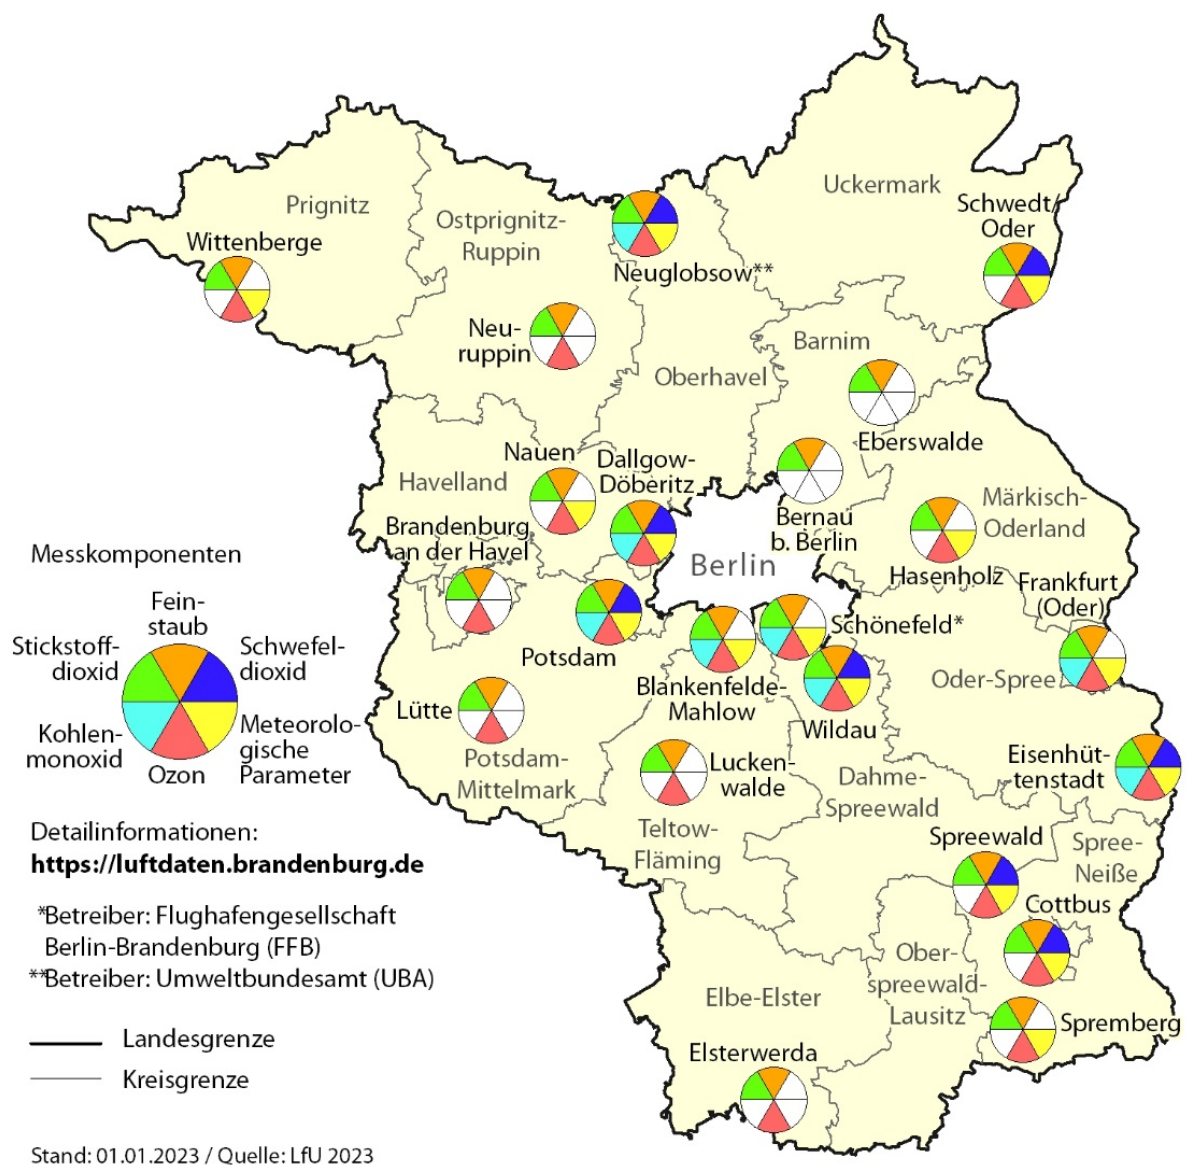 Uckermark
Schwedt/
Oder
Prignitz
Ostprignitz-
Ruppin
Wittenberge
Neuglobsow**
Neu-
ruppin
Barnim
Oberhavel
Eberswalde
Nauen
Dallgow-
Döberitz
Havelland
Märkisch-
Oderland
Brandenburg
an der Havel
Bernau
b. Berlin
Berlin
Hasenholz
Frankfurt
(Oder)
Schönefeld*
Potsdam
Oder-Spree
Blankenfelde-
Mahlow
Wildau
Lütte
Potsdam-
Mittelmark
Lucken-
walde
Dahme-
Spreewald
Eisenhüt-
tenstadt
Teltow-
Fläming
Spreewald
Spree-
Neiße
Cottbus
Ober-
spreewald-
Lausitz
Elbe-Elster
Spremberg
Elsterwerda
Messkomponenten
Fein-
staub
Stickstoff-
dioxid
Schwefel-
dioxid
Kohlen-
monoxid
Ozon
Meteorolo-
gische
Parameter
Detailinformationen:
https://luftdaten.brandenburg.de
*Betreiber: Flughafengesellschaft
Berlin-Brandenburg (FFB)
**Betreiber: Umweltbundesamt (UBA)
Landesgrenze
Kreisgrenze
Stand: 01.01.2023 / Quelle: LfU 2023